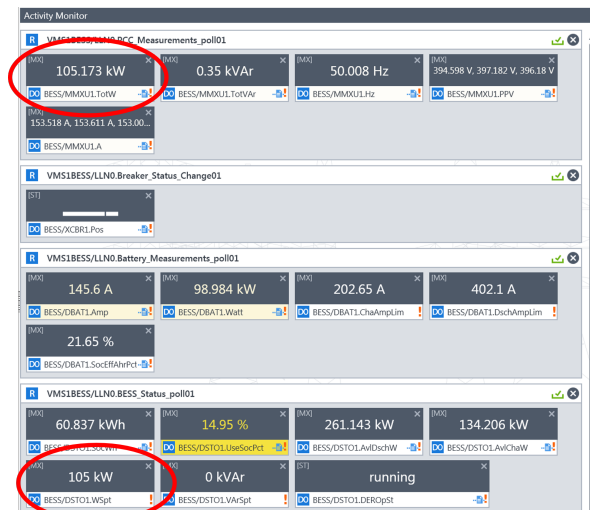 Activity Monitor
R VMS1BESS/LLN0.PCC_Measurements_poll01
[MX] [MX] [MX] [MX]
105.173 kW 0.35 kVAr 50.008 Hz 394.598 V, 397.182 V, 396.18 V
DO BESS/MMXU1.TotW DO BESS/MMXU1.TotVAr DO BESS/MMXU1.Hz DO BESS/MMXU1.PPV
[MX]
153.518 A, 153.611 A, 153.00...
DO BESS/MMXU1.A
R VMS1BESS/LLN0.Breaker_Status_Change01
[ST]
DO BESS/XCBR1.Pos
R VMS1BESS/LLN0.Battery_Measurements_poll01
[MX] [MX] [MX] [MX]
145.6 A 98.984 kW 202.65 A 402.1 A
DO BESS/DBAT1.Amp DO BESS/DBAT1.Watt DO BESS/DBAT1.ChaAmpLim DO BESS/DBAT1.DschAmpLim
[MX]
21.65 %
DO BESS/DBAT1.SocEffAhrPct
R VMS1BESS/LLN0.BESS_Status_poll01
[MX] [MX] [MX] [MX]
60.837 kWh 14.95 % 261.143 kW 134.206 kW
DO BESS/DSTO1.SocWh DO BESS/DSTO1.UseSocPct DO BESS/DSTO1.AvlDschW DO BESS/DSTO1.AvlChaW
[MX] [MX] [ST]
105 kW 0 kVAr running
DO BESS/DSTO1.WSpt DO BESS/DSTO1.VArSpt DO BESS/DSTO1.DEROpSt